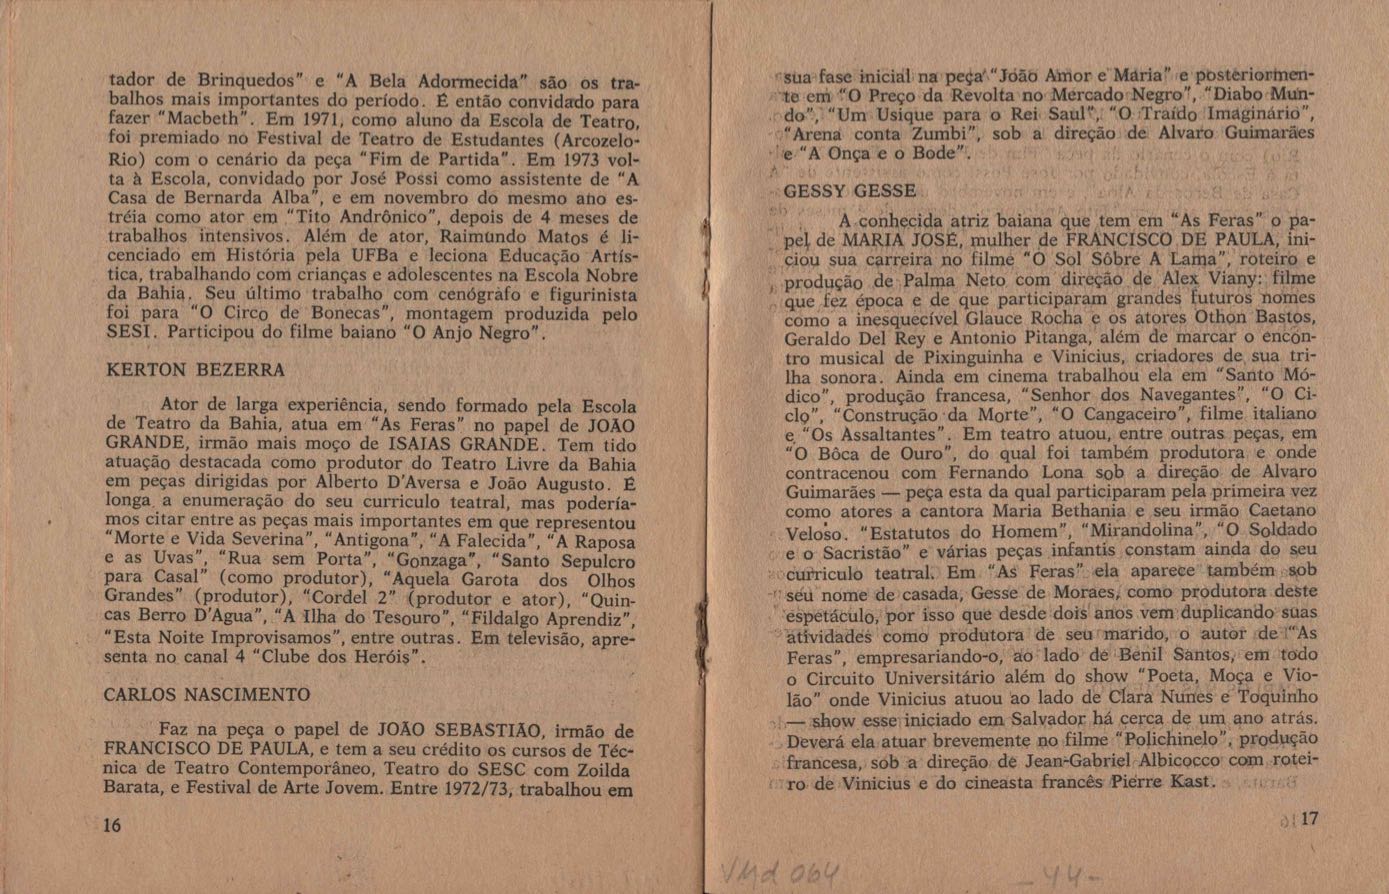 tador de Brinquedos" e "A Bela Adormecida" são os tra-
balhos mais importantes do período. É então convidado para
fazer "Macbeth". Em 1971, como aluno da Escola de Teatro,
foi premiado no Festival de Teatro de Estudantes (Arcozelo-
Rio) com o cenário da peça "Fim de Partida". Em 1973 vol-
ta à Escola, convidado por José Possi como assistente de "A
Casa de Bernarda Alba", e em novembro do mesmo ano es-
tréia como ator em "Tito Andrônico", depois de 4 meses de
trabalhos intensivos. Além de ator, Raimundo Matos é li-
cenciado em História pela UFBa e leciona Educação Artís-
tica, trabalhando com crianças e adolescentes na Escola Nobre
da Bahia. Seu último trabalho com cenógrafo e figurinista
foi para "O Circo de Bonecas", montagem produzida pelo
SESI. Participou do filme baiano "O Anjo Negro".
KERTON BEZERRA
Ator de larga experiência, sendo formado pela Escola
de Teatro da Bahia, atua em "As Feras" no papel de JOÃO
GRANDE, irmão mais moço de ISAIAS GRANDE. Tem tido
atuação destacada como produtor do Teatro Livre da Bahia
em peças dirigidas por Alberto D'Aversa e João Augusto. É
longa a enumeração do seu curriculo teatral, mas podería-
mos citar entre as peças mais importantes em que representou
"Morte e Vida Severina", "Antigona", "A Falecida", "A Raposa
e as Uvas", "Rua sem Porta", "Gonzaga", "Santo Sepulcro
para Casal" (como produtor), "Aquela Garota dos Olhos
Grandes" (produtor), "Cordel 2" (produtor e ator), "Quin-
cas Berro D'Agua", "A Ilha do Tesouro", "Fildalgo Aprendiz",
"Esta Noite Improvisamos", entre outras. Em televisão, apre-
senta no canal 4 "Clube dos Heróis".
CARLOS NASCIMENTO
Faz na peça o papel de JOÃO SEBASTIÃO, irmão de
FRANCISCO DE PAULA, e tem a seu crédito os cursos de Téc-
nica de Teatro Contemporâneo, Teatro do SESC com Zoilda
Barata, e Festival de Arte Jovem. Entre 1972/73, trabalhou em
16
sua fase inicial na peça "João Amor e Maria" e posteriormen-
te em "O Preço da Revolta no Mercado Negro", "Diabo Mun-
do", "Um Usique para o Rei Saul", "O Traído Imaginário",
"Arena conta Zumbi", sob a direção de Alvaro Guimarães
e "A Onça e o Bode".
GESSY GESSE
A conhecida atriz baiana que tem em "As Feras" o pa-
pel de MARIA JOSÉ, mulher de FRANCISCO DE PAULA, ini-
ciou sua carreira no filme "O Sol Sôbre A Lama", roteiro e
produção de Palma Neto com direção de Alex Viany: filme
que fez época e de que participaram grandes futuros nomes
como a inesquecível Glauce Rocha e os atores Othon Bastos,
Geraldo Del Rey e Antonio Pitanga, além de marcar o encon-
tro musical de Pixinguinha e Vinicius, criadores de sua tri-
lha sonora. Ainda em cinema trabalhou ela em "Santo Mó-
dico", produção francesa, "Senhor dos Navegantes", "O Ci-
clo", "Construção da Morte", "O Cangaceiro", filme italiano
e "Os Assaltantes". Em teatro atuou, entre outras peças, em
"O Bôca de Ouro", do qual foi também produtora e onde
contracenou com Fernando Lona sob a direção de Alvaro
Guimarães — peça esta da qual participaram pela primeira vez
como atores a cantora Maria Bethania e seu irmão Caetano
Veloso. "Estatutos do Homem", "Mirandolina", "O Soldado
e o Sacristão" e várias peças infantis constam ainda do seu
curriculo teatral. Em "As Feras" ela aparece também sob
seu nome de casada, Gesse de Moraes, como produtora deste
espetáculo, por isso que desde dois anos vem duplicando suas
atividades como produtora de seu marido, o autor de "As
Feras", empresariando-o, ao lado de Benil Santos, em todo
o Circuito Universitário além do show "Poeta, Moça e Vio-
lão" onde Vinicius atuou ao lado de Clara Nunes e Toquinho
— show esse iniciado em Salvador há cerca de um ano atrás.
Deverá ela atuar brevemente no filme "Polichinelo", produção
francesa, sob a direção de Jean-Gabriel Albicocco com rotei-
ro de Vinicius e do cineasta francês Pierre Kast.
17
VMd 064 -44-